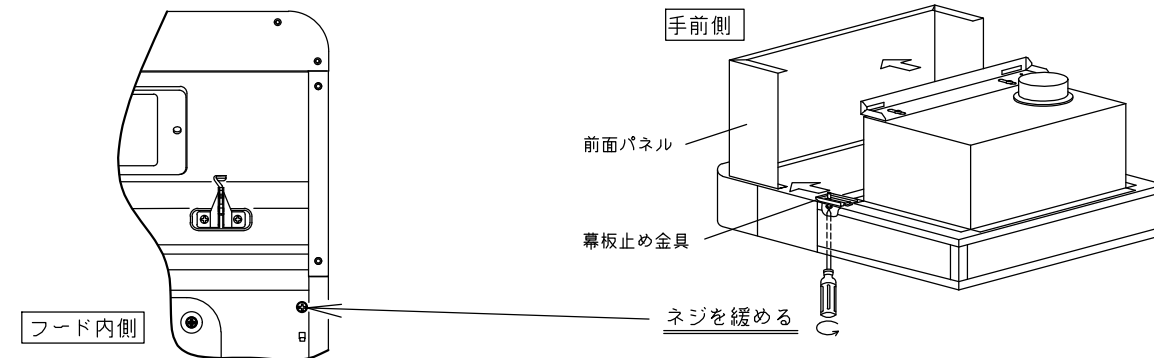 手前側
前面パネル
幕板止め金具
ネジを緩める
フード内側